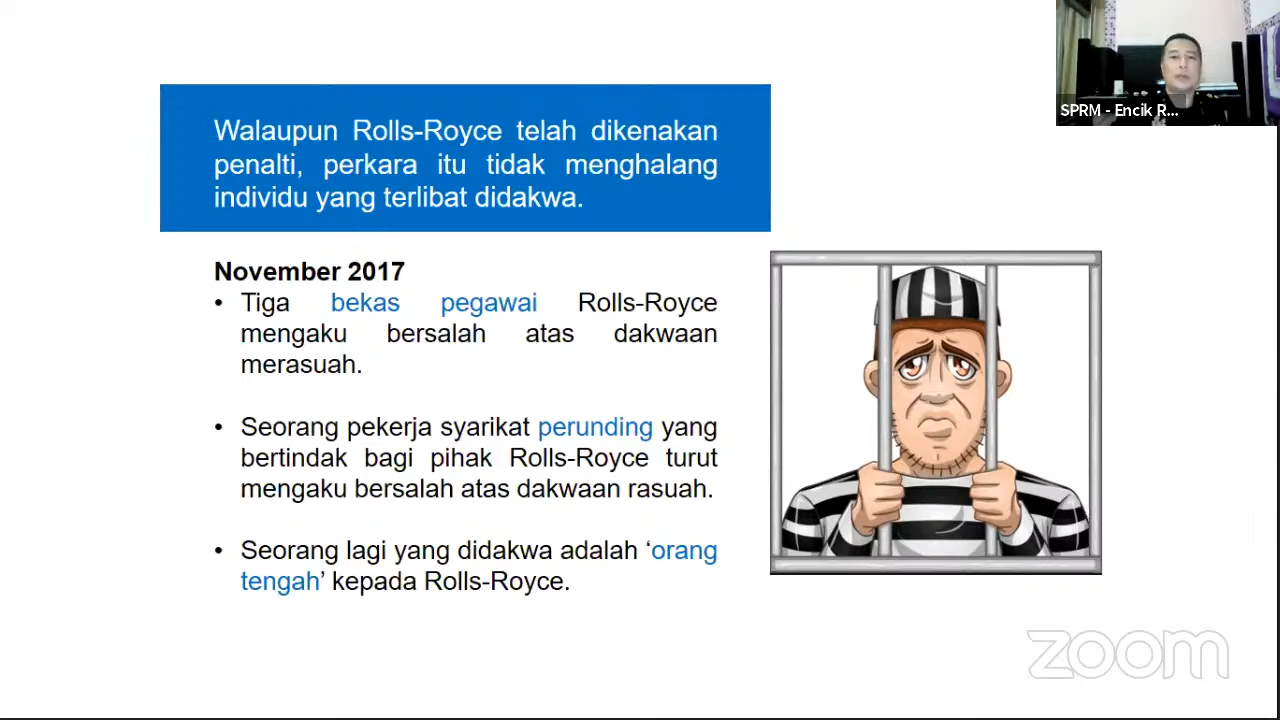 SPRM - Encik R...
Walaupun Rolls-Royce telah dikenakan
penalti, perkara itu tidak menghalang
individu yang terlibat didakwa.
November 2017
• Tiga bekas pegawai Rolls-Royce
mengaku bersalah atas dakwaan
merasuah.
• Seorang pekerja syarikat perunding yang
bertindak bagi pihak Rolls-Royce turut
mengaku bersalah atas dakwaan rasuah.
• Seorang lagi yang didakwa adalah ‘orang
tengah’ kepada Rolls-Royce.
zoom